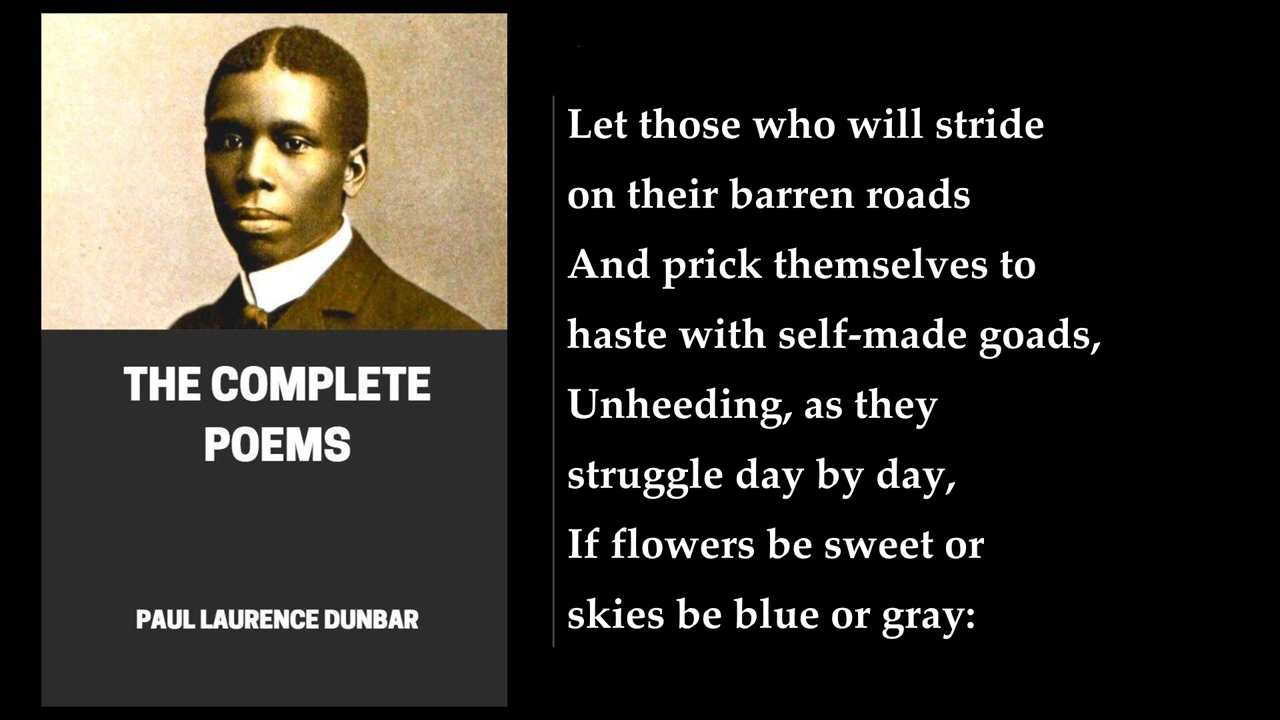 THE COMPLETE
POEMS
PAUL LAURENCE DUNBAR
Let those who will stride
on their barren roads
And prick themselves to
haste with self-made goads,
Unheeding, as they
struggle day by day,
If flowers be sweet or
skies be blue or gray: